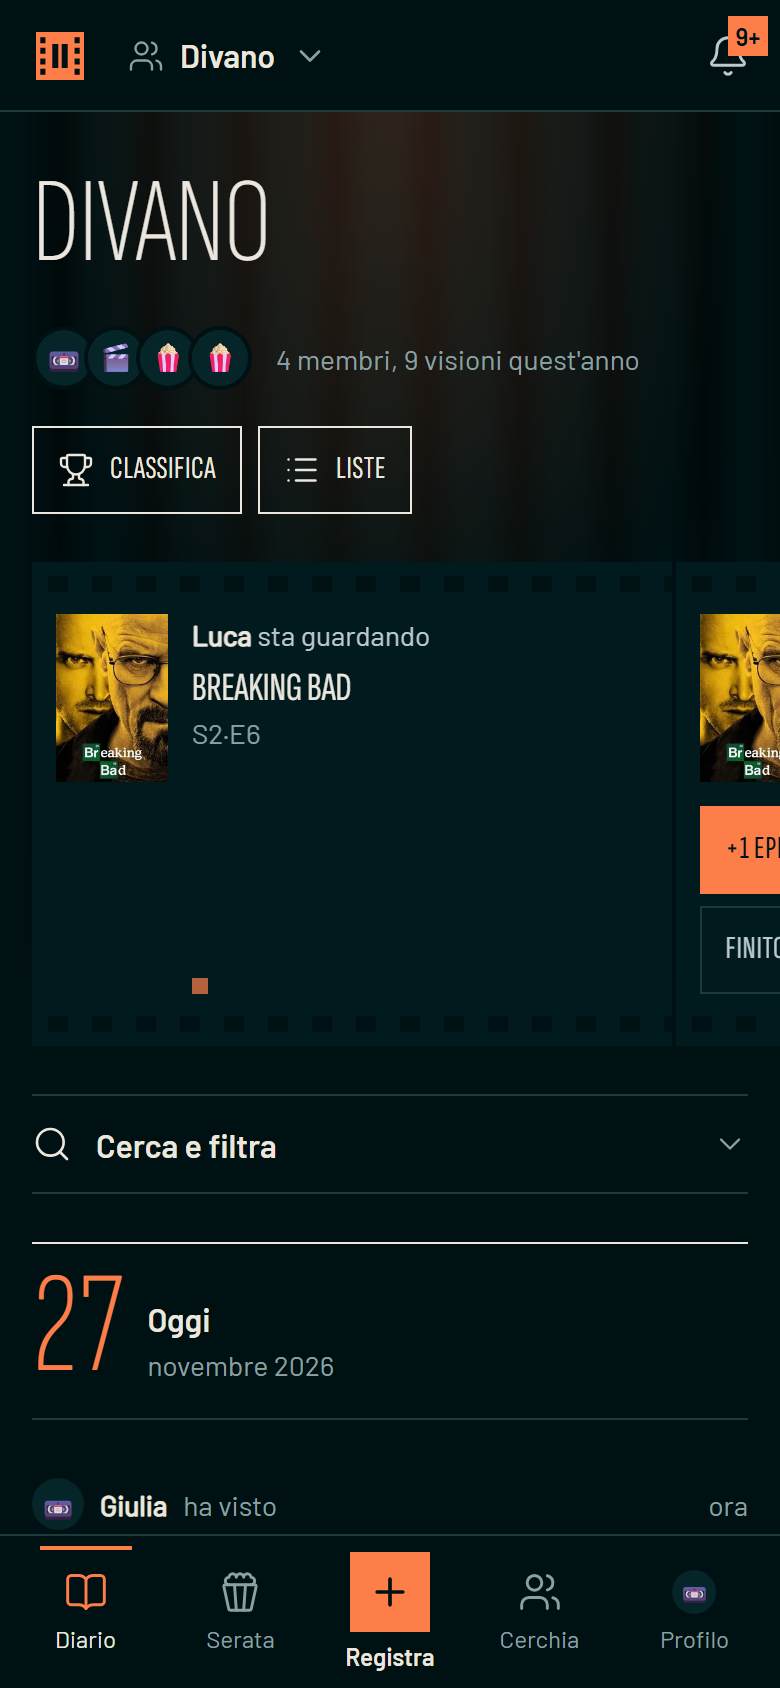 Divano
9+
DIVANO
4 membri, 9 visioni quest'anno
CLASSIFICA
LISTE
Luca sta guardando
BREAKING BAD
S2·E6
Breaking
Bad
Breaking
Bad
+1 EPI
FINITO
Cerca e filtra
27
Oggi
novembre 2026
Giulia ha visto
ora
Diario
Serata
Registra
Cerchia
Profilo